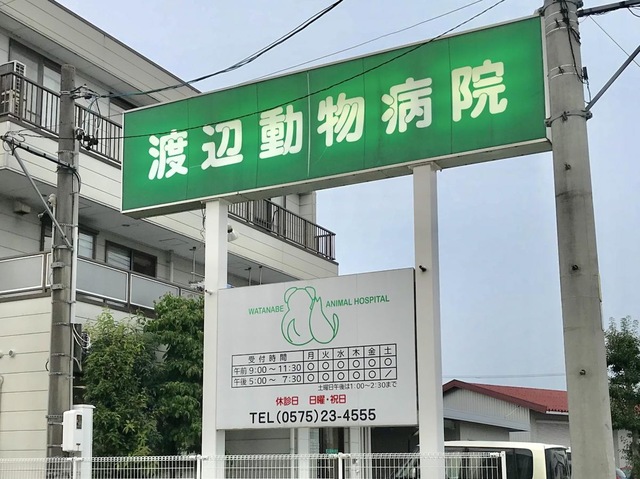 渡辺動物病院
WATANABE ANIMAL HOSPITAL
受付時間 月 火 水 木 金 土
午前 9:00〜11:30 ○ ○ ○ ○ ○ ○
午後 5:00〜 7:30 ○ ○ ○ ○ ○ ／
土曜日午後は1:00〜2:30まで
休診日 日曜・祝日
TEL(0575)23-4555